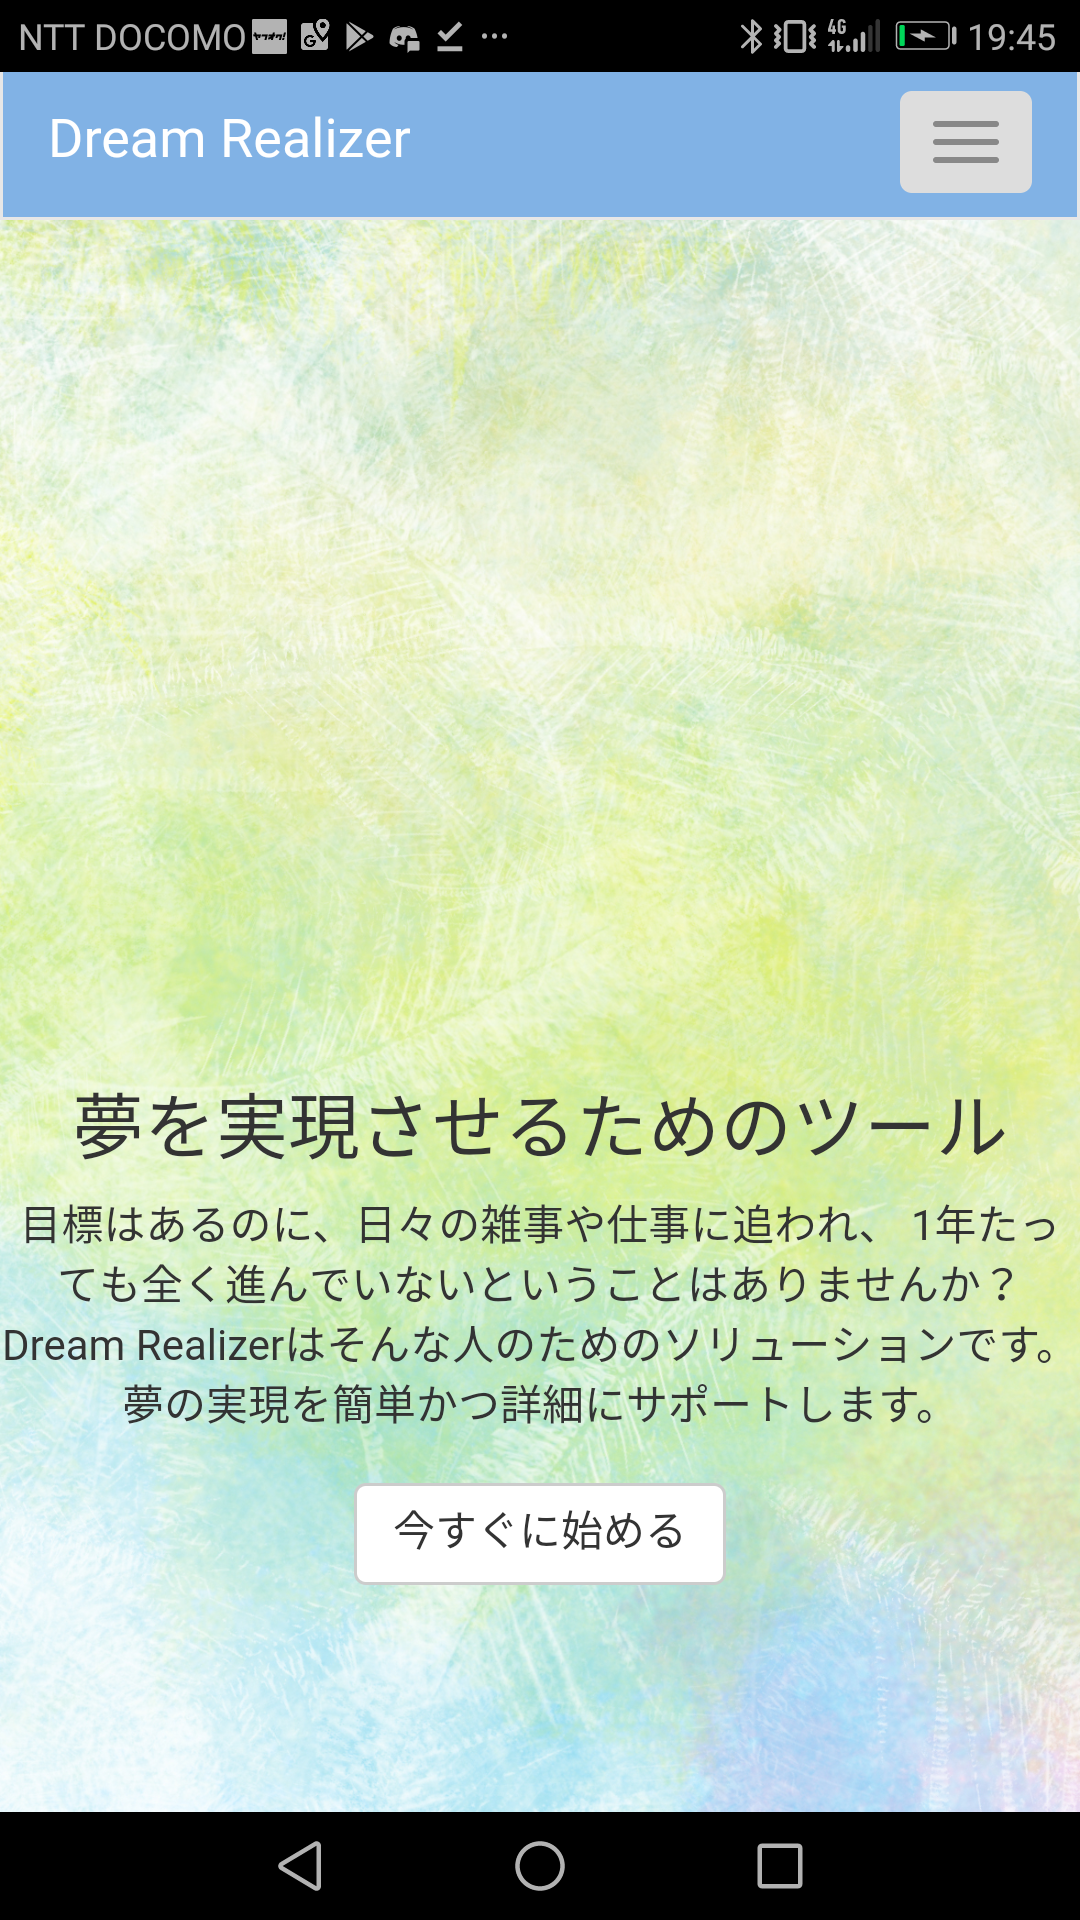 NTT DOCOMO ヤフオク! G 4G 19:45
Dream Realizer
夢を実現させるためのツール
目標はあるのに、日々の雑事や仕事に追われ、 1年たっ
ても全く進んでいないということはありませんか？
Dream Realizerはそんな人のためのソリューションです。
夢の実現を簡単かつ詳細にサポートします。
今すぐに始める